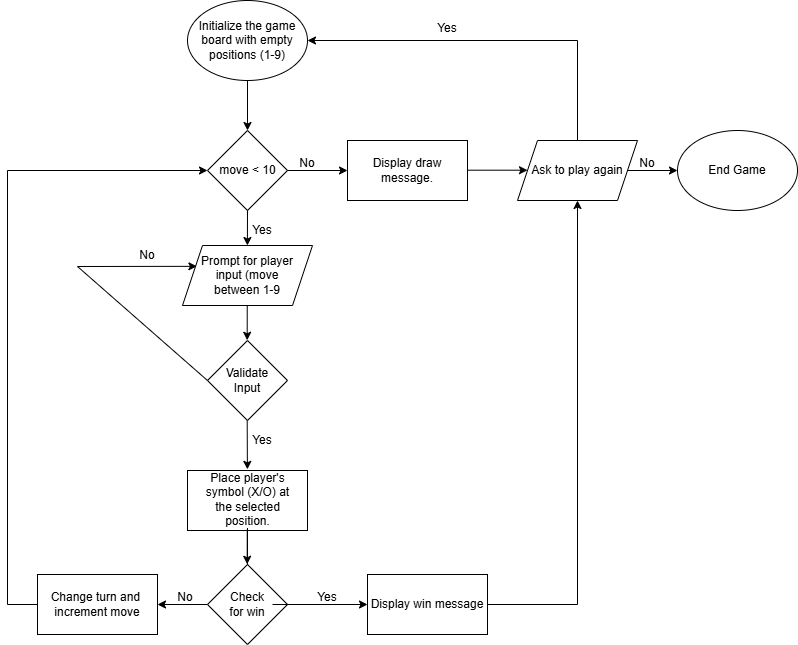 Initialize the game
board with empty
positions (1-9)
Yes
move < 10
No
Display draw
message.
Ask to play again
No
End Game
Yes
No
Prompt for player
input (move
between 1-9
Validate
Input
Yes
Place player's
symbol (X/O) at
the selected
position.
Change turn and
increment move
No
Check
for win
Yes
Display win message